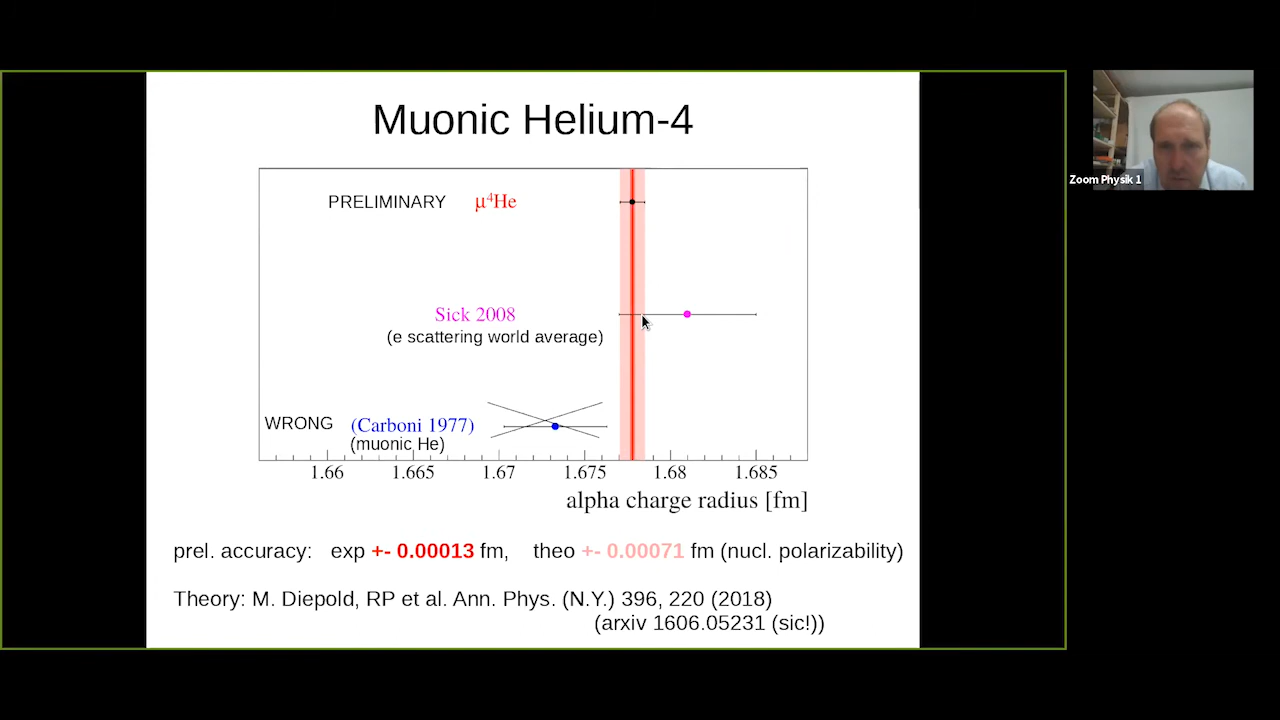 Muonic Helium-4
PRELIMINARY μ⁴He
Sick 2008
(e scattering world average)
WRONG (Carboni 1977)
(muonic He)
1.66 1.665 1.67 1.675 1.68 1.685
alpha charge radius [fm]
prel. accuracy: exp +- 0.00013 fm, theo +- 0.00071 fm (nucl. polarizability)
Theory: M. Diepold, RP et al. Ann. Phys. (N.Y.) 396, 220 (2018)
(arxiv 1606.05231 (sic!))
Zoom Physik 1